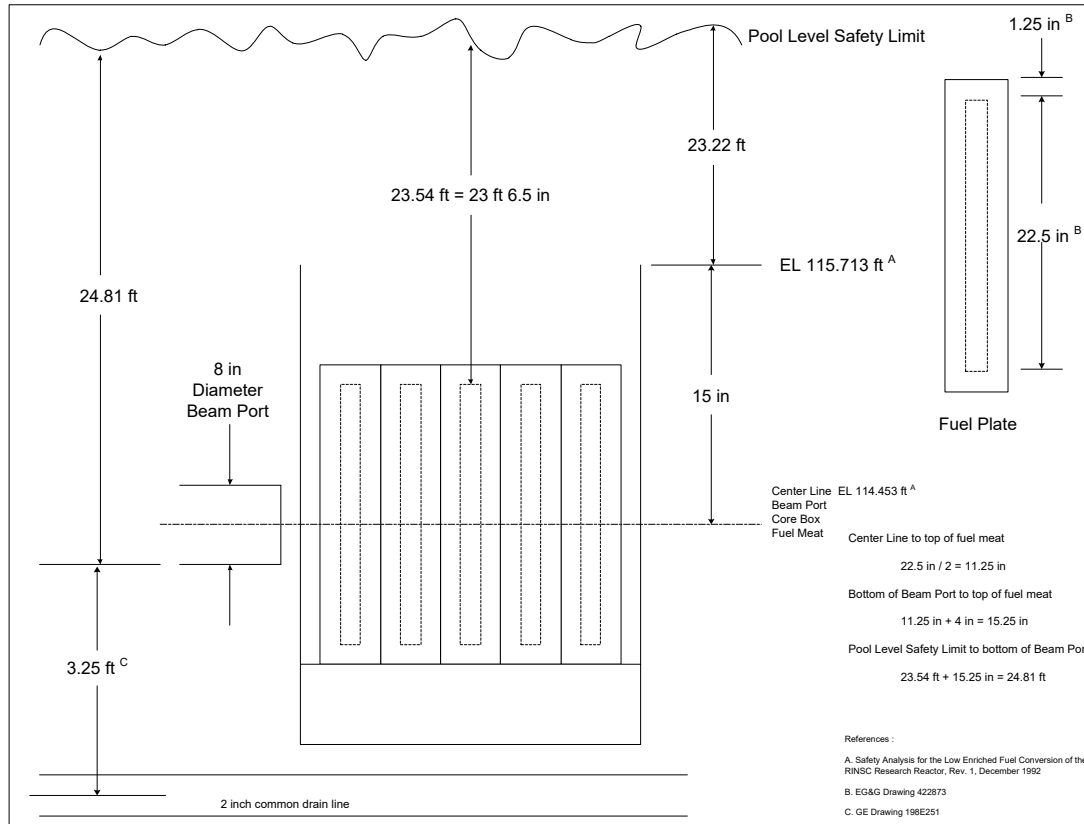 Pool Level Safety Limit
1.25 in B
23.22 ft
23.54 ft = 23 ft 6.5 in
22.5 in B
EL 115.713 ft A
24.81 ft
8 in
Diameter
Beam Port
15 in
Fuel Plate
Center Line EL 114.453 ft A
Beam Port
Core Box
Fuel Meat
Center Line to top of fuel meat
22.5 in / 2 = 11.25 in
Bottom of Beam Port to top of fuel meat
11.25 in + 4 in = 15.25 in
3.25 ft C
Pool Level Safety Limit to bottom of Beam Por
23.54 ft + 15.25 in = 24.81 ft
References :
A. Safety Analysis for the Low Enriched Fuel Conversion of the
RINSC Research Reactor, Rev. 1, December 1992
B. EG&G Drawing 422873
2 inch common drain line
C. GE Drawing 198E251